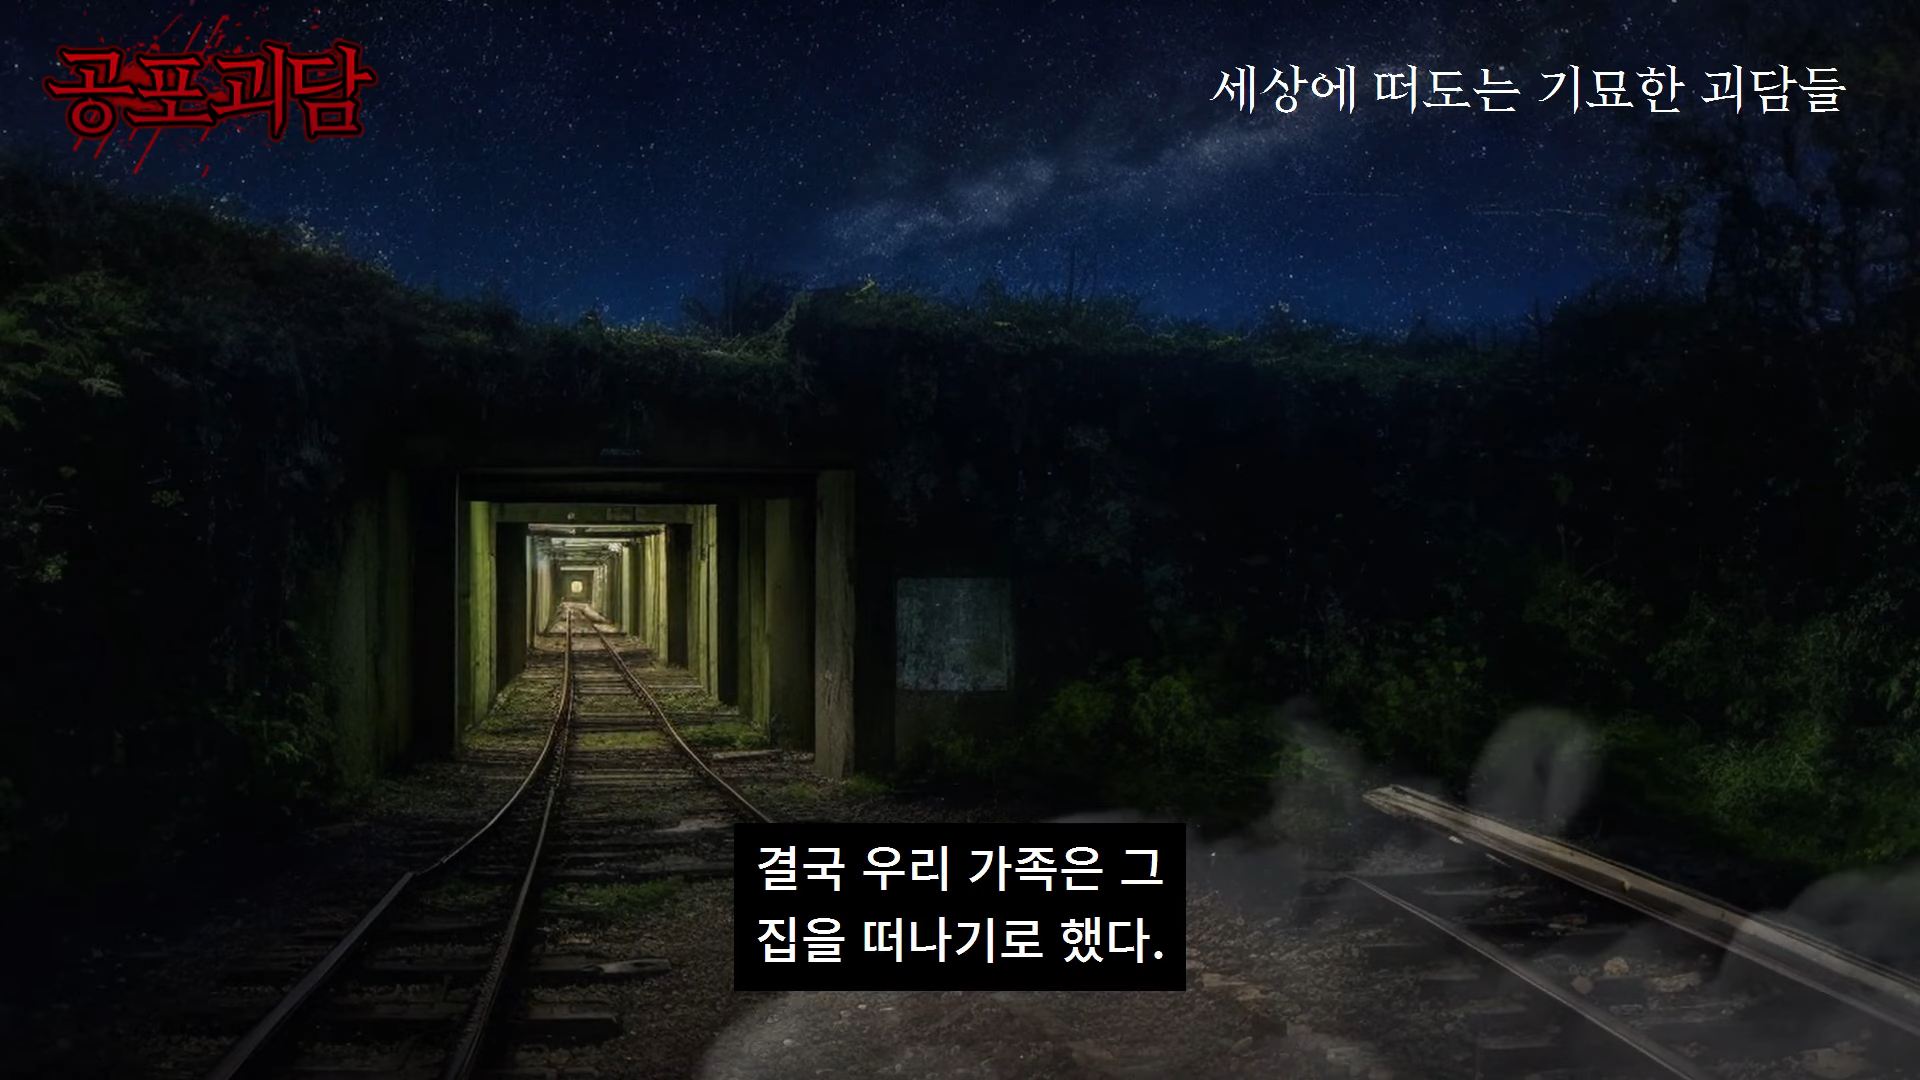 공포괴담
세상에 떠도는 기묘한 괴담들
결국 우리 가족은 그
집을 떠나기로 했다.